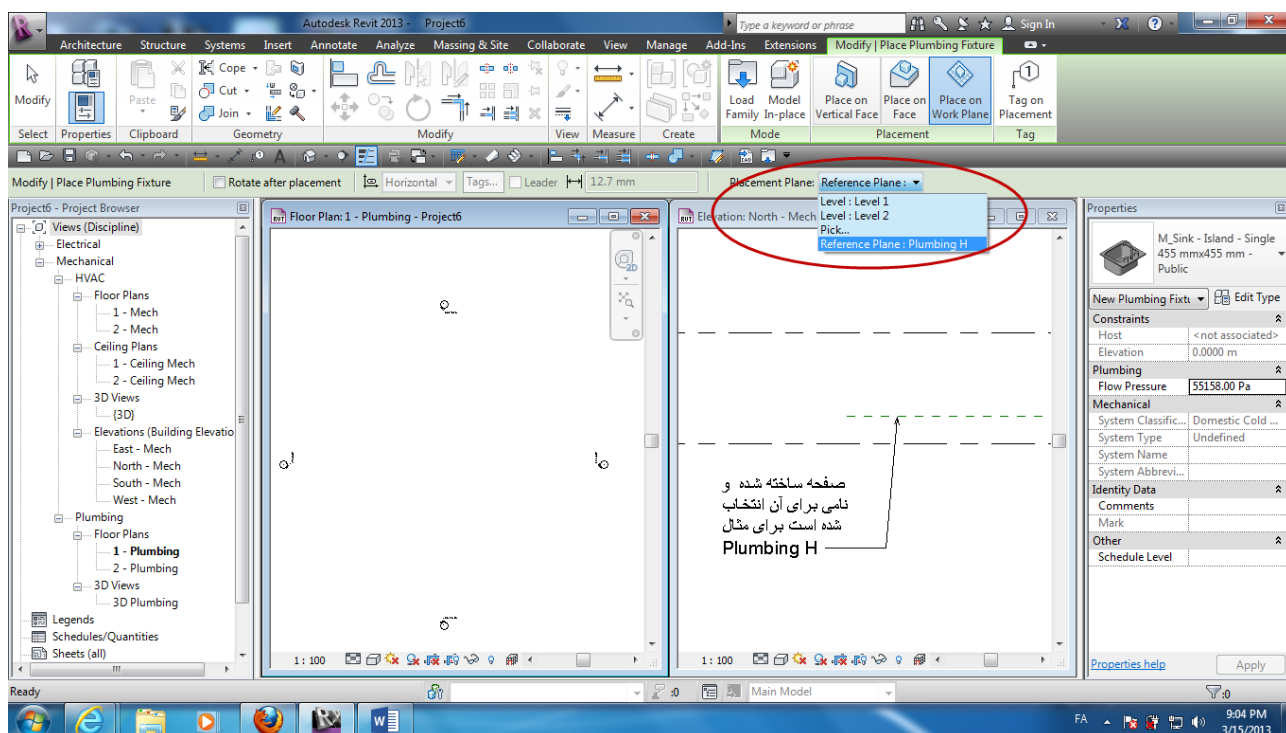 Autodesk Revit 2013 - Project6
Type a keyword or phrase
Sign In
Architecture Structure Systems Insert Annotate Analyze Massing & Site Collaborate View Manage Add-Ins Extensions Modify | Place Plumbing Fixture
Modify
Paste
Cope
Cut
Join
Load Family
Model In-place
Place on Vertical Face
Place on Face
Place on Work Plane
Tag on Placement
Select Properties Clipboard Geometry Modify View Measure Create Mode Placement Tag
Modify | Place Plumbing Fixture
Rotate after placement
Horizontal
Tags...
Leader
12.7 mm
Placement Plane: Reference Plane :
Level : Level 1
Level : Level 2
Pick...
Reference Plane : Plumbing H
Project6 - Project Browser
Views (Discipline)
Electrical
Mechanical
HVAC
Floor Plans
1 - Mech
2 - Mech
Ceiling Plans
1 - Ceiling Mech
2 - Ceiling Mech
3D Views
{3D}
Elevations (Building Elevatio
East - Mech
North - Mech
South - Mech
West - Mech
Plumbing
Floor Plans
1 - Plumbing
2 - Plumbing
3D Views
3D Plumbing
Legends
Schedules/Quantities
Sheets (all)
RVT Floor Plan: 1 - Plumbing - Project6
2D
1 : 100
RVT Elevation: North - Mech
صفحه ساخته شده و
نامی برای آن انتخاب
شده است برای مثال
Plumbing H
1 : 100
Properties
M_Sink - Island - Single
455 mmx455 mm -
Public
New Plumbing Fixt
Edit Type
Constraints
Host <not associated>
Elevation 0.0000 m
Plumbing
Flow Pressure 55158.00 Pa
Mechanical
System Classific... Domestic Cold ...
System Type Undefined
System Name
System Abbrevi...
Identity Data
Comments
Mark
Other
Schedule Level
Properties help
Apply
Ready
:0
Main Model
:0
FA
9:04 PM
3/15/2013